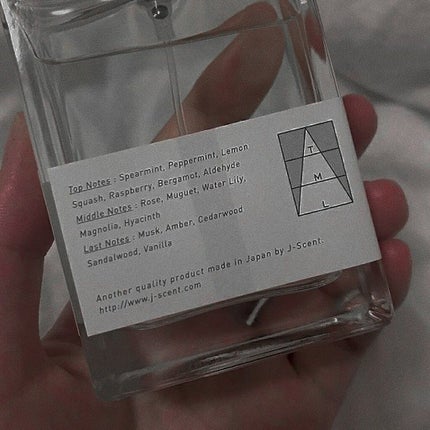 Top Notes : Spearmint, Peppermint, Lemon
Squash, Raspberry, Bergamot, Aldehyde
Middle Notes : Rose, Muguet, Water Lily,
Magnolia, Hyacinth
Last Notes : Musk, Amber, Cedarwood
Sandalwood, Vanilla
Another quality product made in Japan by J-Scent.
http://www.j-scent.com
T
M
L